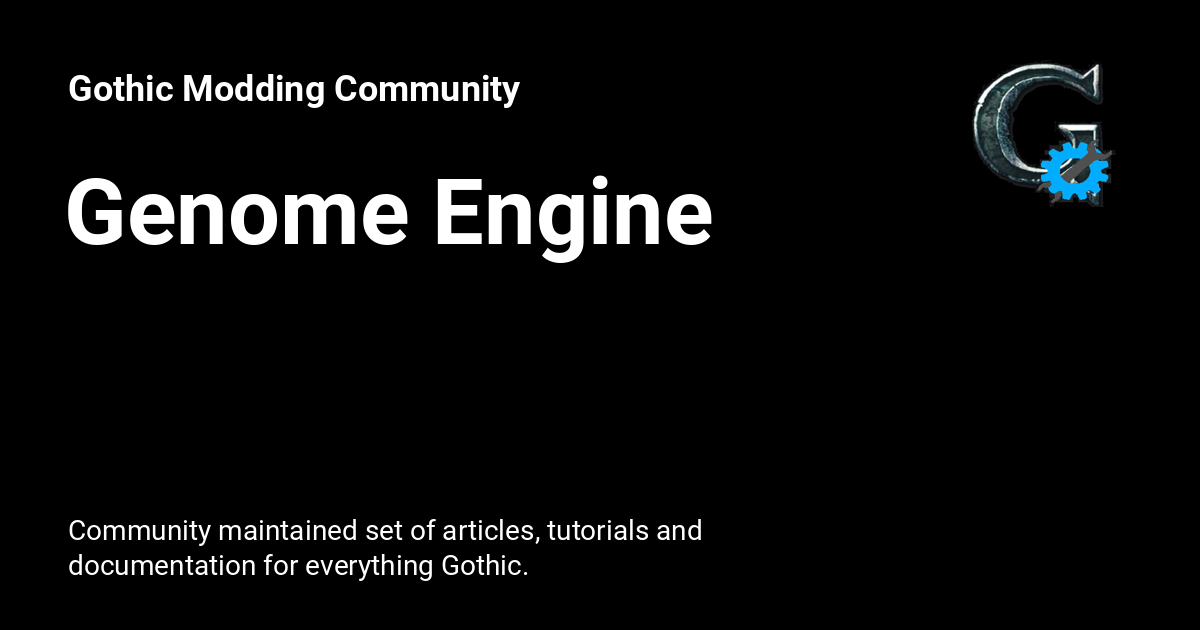 Gothic Modding Community
Genome Engine
G
Community maintained set of articles, tutorials and
documentation for everything Gothic.